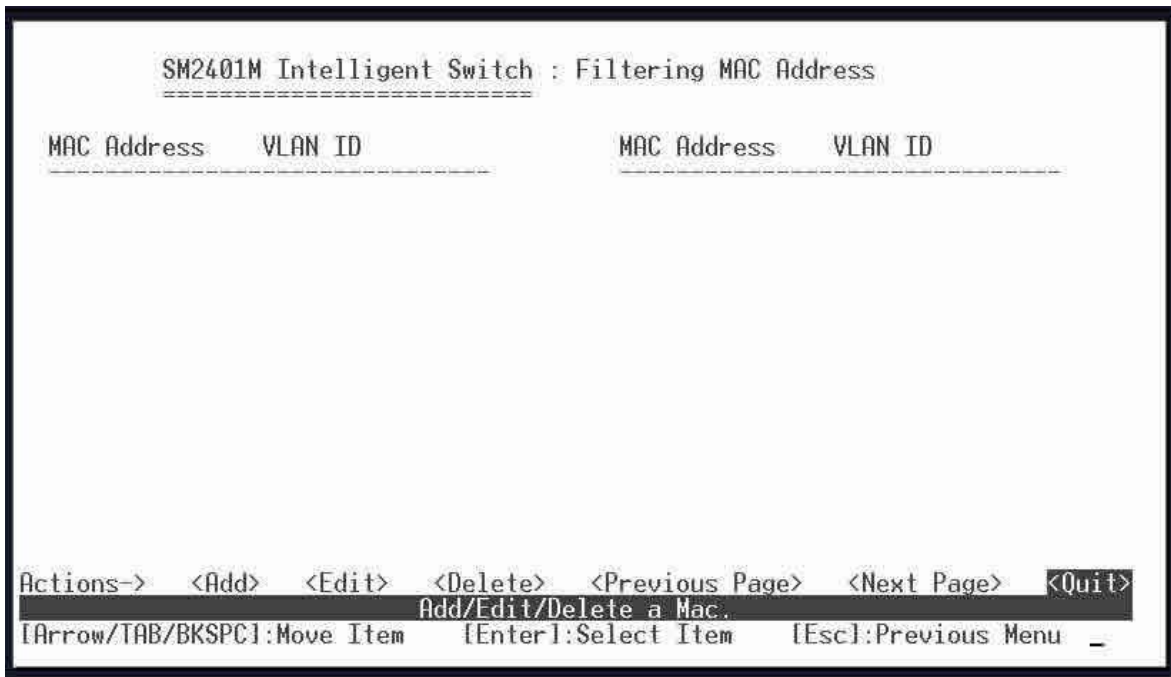 SM2401M Intelligent Switch : Filtering MAC Address
==========================
MAC Address VLAN ID MAC Address VLAN ID
------------------------------- -------------------------------
Actions-> <Add> <Edit> <Delete> <Previous Page> <Next Page> <Quit>
Add/Edit/Delete a Mac.
[Arrow/TAB/BKSPC]:Move Item [Enter]:Select Item [Esc]:Previous Menu _